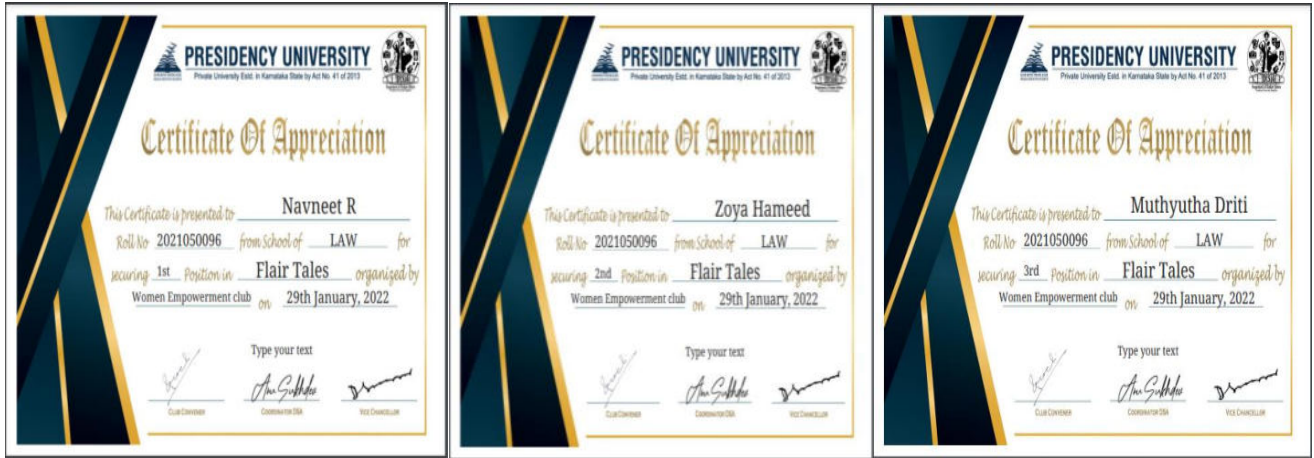 PRESIDENCY UNIVERSITY
Private University Estd. in Karnataka State by Act No. 41 of 2013
Certificate Of Appreciation
This Certificate is presented to Navneet R
Roll No 2021050096 from School of LAW for
securing 1st Position in Flair Tales organized by
Women Empowerment club on 29th January, 2022
Type your text
CLUB CONVENER COORDINATOR DSA VICE CHANCELLOR
PRESIDENCY UNIVERSITY
Private University Estd. in Karnataka State by Act No. 41 of 2013
Certificate Of Appreciation
This Certificate is presented to Zoya Hameed
Roll No 2021050096 from School of LAW for
securing 2nd Position in Flair Tales organized by
Women Empowerment club on 29th January, 2022
Type your text
CLUB CONVENER COORDINATOR DSA VICE CHANCELLOR
PRESIDENCY UNIVERSITY
Private University Estd. in Karnataka State by Act No. 41 of 2013
Certificate Of Appreciation
This Certificate is presented to Muthyutha Driti
Roll No 2021050096 from School of LAW for
securing 3rd Position in Flair Tales organized by
Women Empowerment club on 29th January, 2022
Type your text
CLUB CONVENER COORDINATOR DSA VICE CHANCELLOR